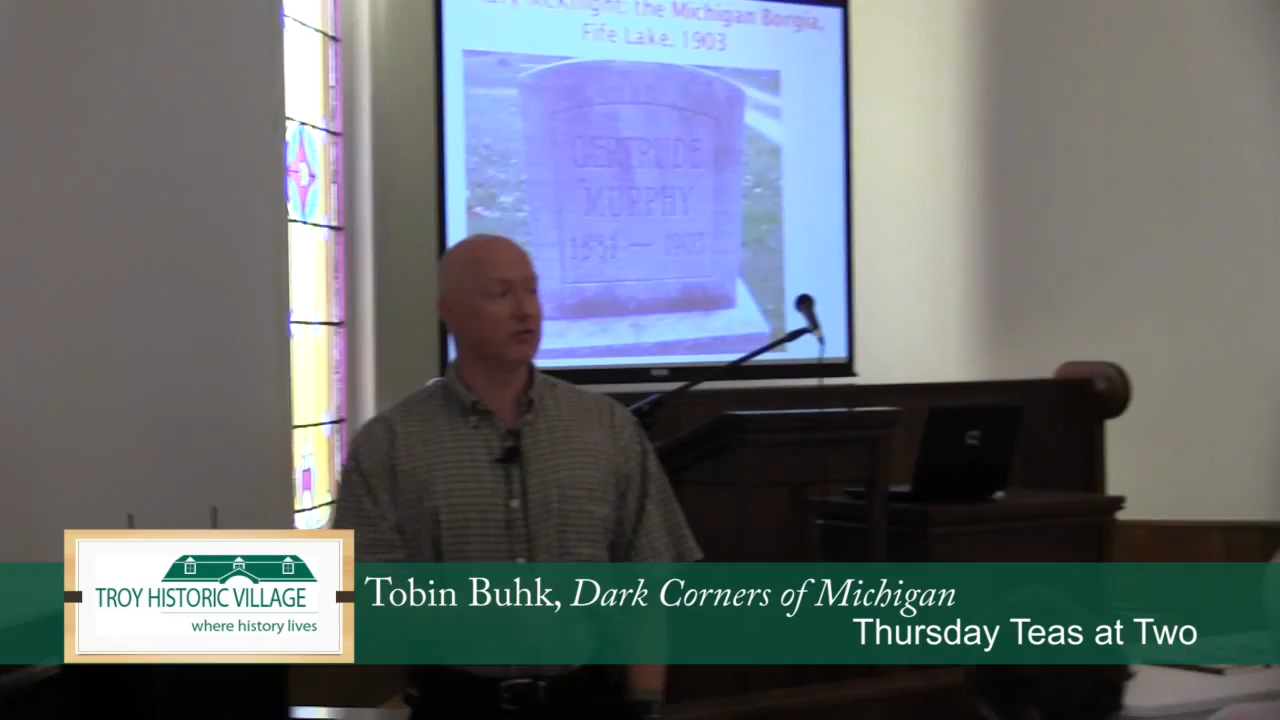 the Michigan Borgia,
Fife Lake, 1903
GERTRUDE
MURPHY
TROY HISTORIC VILLAGE
where history lives
Tobin Buhk, Dark Corners of Michigan
Thursday Teas at Two